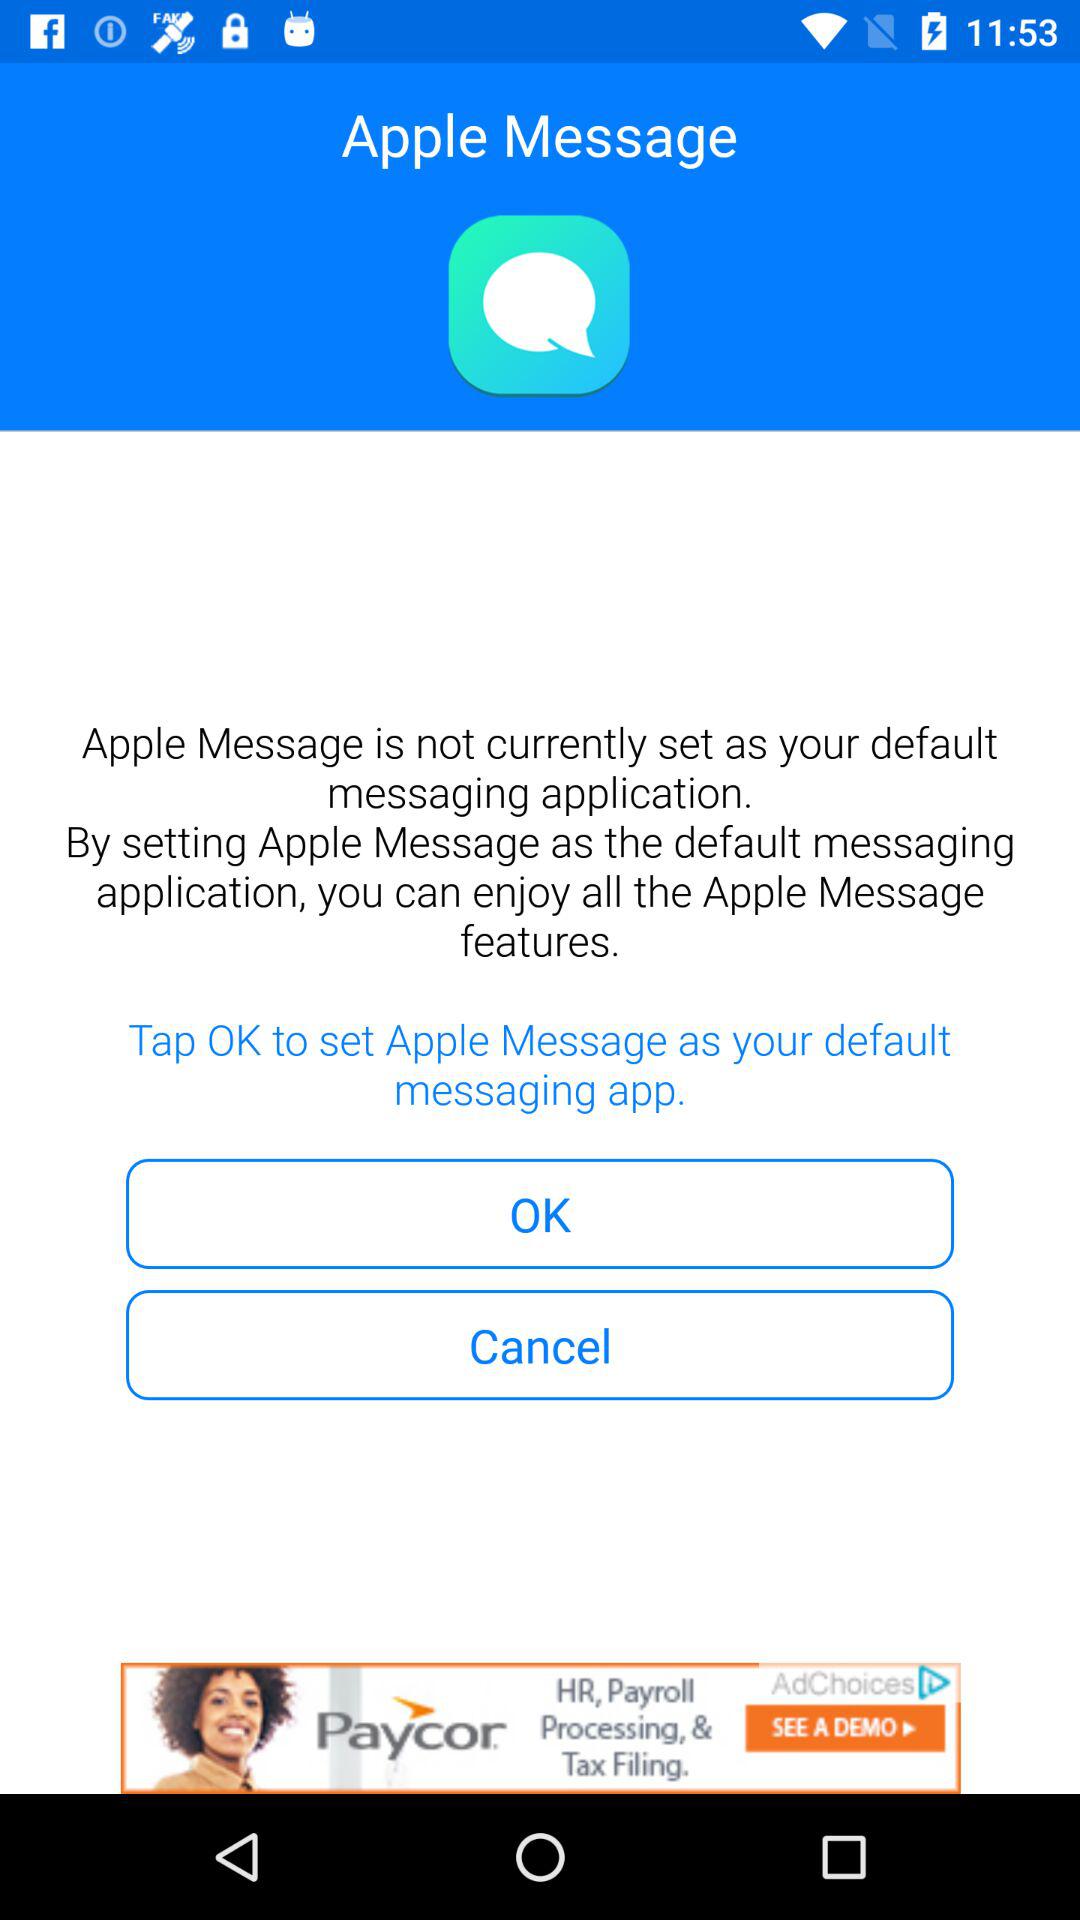 FAKE
11:53
Apple Message
Apple Message is not currently set as your default
messaging application.
By setting Apple Message as the default messaging
application, you can enjoy all the Apple Message
features.
Tap OK to set Apple Message as your default
messaging app.
OK
Cancel
Paycor
HR, Payroll
Processing, &
Tax Filing.
AdChoices
SEE A DEMO